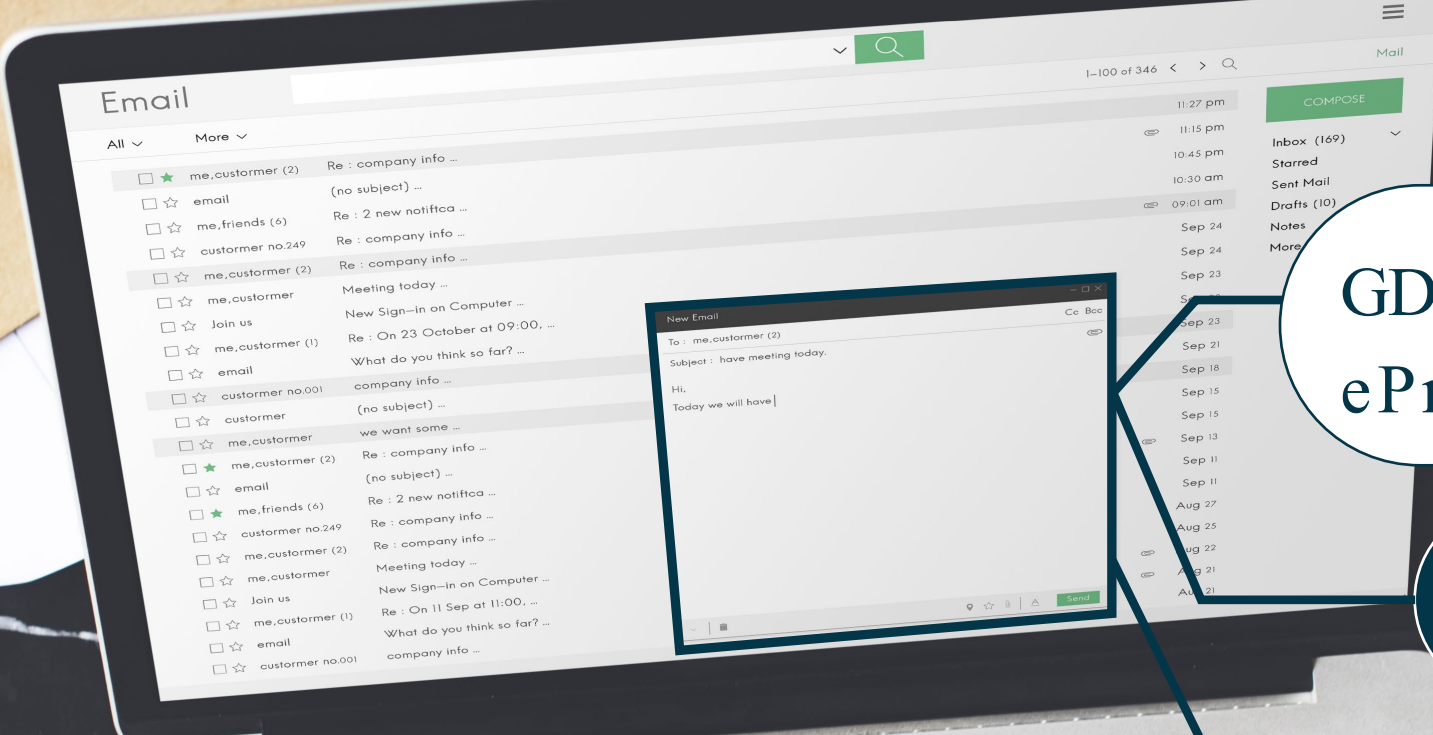 Email
1–100 of 346
Mail
All More
COMPOSE
me,custormer (2) Re : company info ... 11:27 pm
email (no subject) ... 11:15 pm
me,friends (6) Re : 2 new notiftca ... 10:45 pm
custormer no.249 Re : company info ... 10:30 am
me,custormer (2) Re : company info ... 09:01 am
me,custormer Meeting today ... Sep 24
Join us New Sign–in on Computer ... Sep 24
me,custormer (1) Re : On 23 October at 09:00, ... Sep 23
email What do you think so far? ...
custormer no.001 company info ... Sep 23
custormer (no subject) ... Sep 21
me,custormer we want some ... Sep 18
me,custormer (2) Re : company info ... Sep 15
email (no subject) ... Sep 15
me,friends (6) Re : 2 new notiftca ... Sep 13
custormer no.249 Re : company info ... Sep 11
me,custormer (2) Re : company info ... Sep 11
me,custormer Meeting today ... Aug 27
Join us New Sign–in on Computer ... Aug 25
me,custormer (1) Re : On 11 Sep at 11:00, ... ug 22
email What do you think so far? ... Aug 21
custormer no.001 company info ... Au 21
Inbox (169)
Starred
Sent Mail
Drafts (10)
Notes
More
New Email
Cc Bcc
To : me,custormer (2)
Subject : have meeting today.
Hi,
Today we will have
Send
GD
ePr